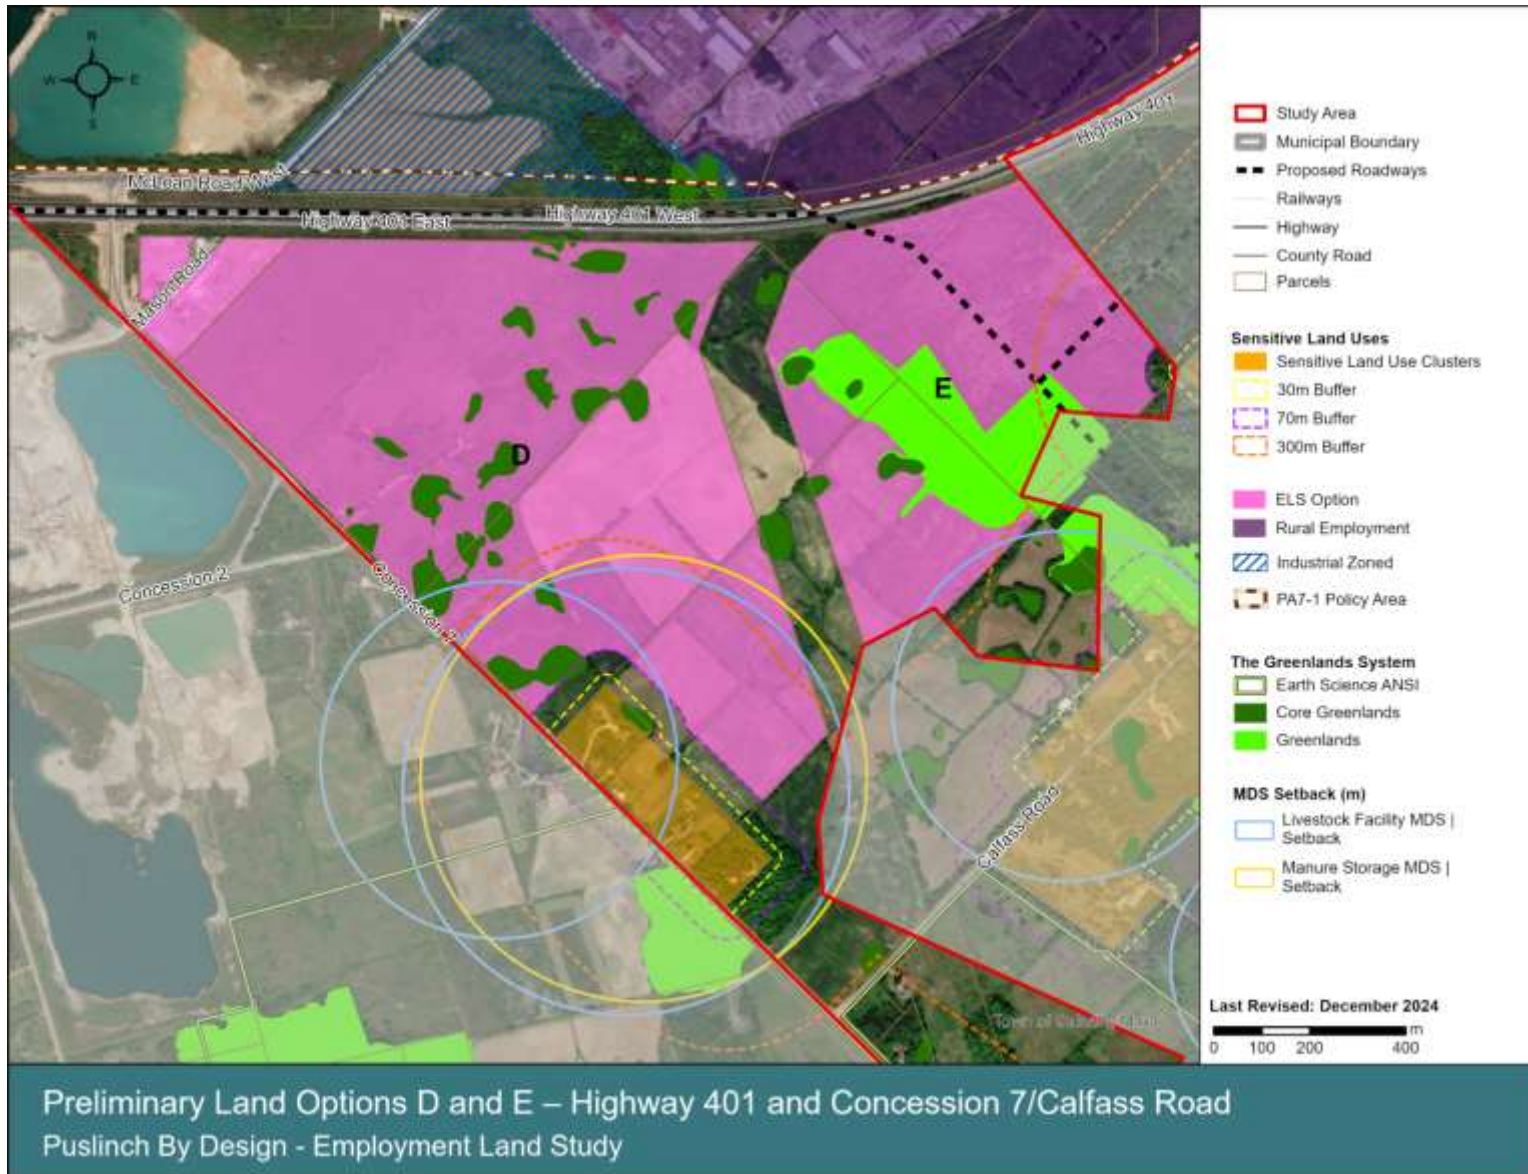 N
W
E
S
McLean Road West
Highway 401
Highway 401 East
Highway 401 West
Mason Road
E
D
Concession 2
Concession 7
Calfass Road
Study Area
Municipal Boundary
Proposed Roadways
Railways
Highway
County Road
Parcels
Sensitive Land Uses
Sensitive Land Use Clusters
30m Buffer
70m Buffer
300m Buffer
ELS Option
Rural Employment
Industrial Zoned
PA7-1 Policy Area
The Greenlands System
Earth Science ANSI
Core Greenlands
Greenlands
MDS Setback (m)
Livestock Facility MDS |
Setback
Manure Storage MDS |
Setback
Last Revised: December 2024
m
0 100 200 400
Preliminary Land Options D and E – Highway 401 and Concession 7/Calfass Road
Puslinch By Design - Employment Land Study